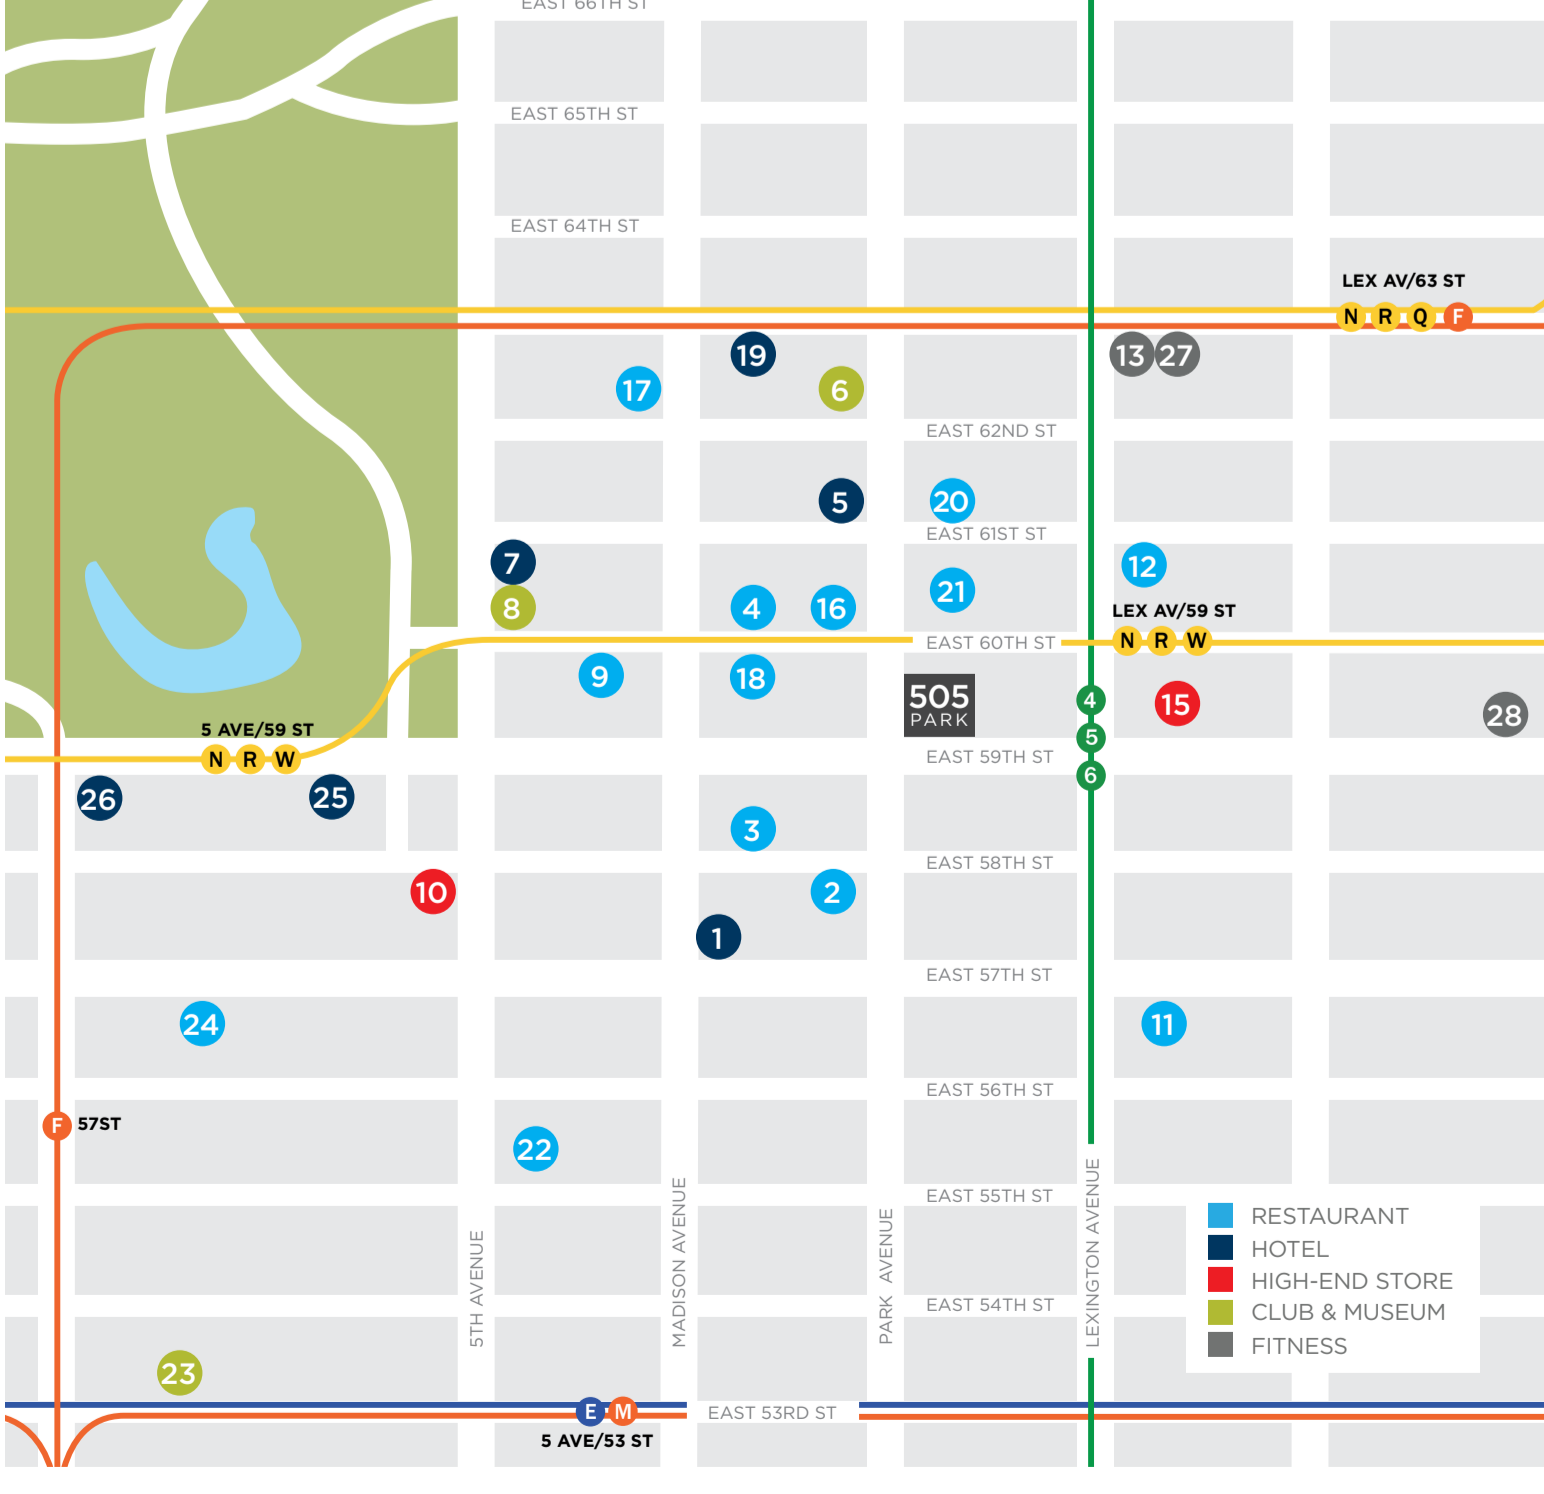 EAST 66TH ST
EAST 65TH ST
EAST 64TH ST
LEX AV/63 ST
N R Q F
19
13 27
17
6
EAST 62ND ST
5
20
EAST 61ST ST
7
12
21
8
4
16
LEX AV/59 ST
EAST 60TH ST
N R W
9
18
505
PARK
4
15
28
5 AVE/59 ST
5
N R W
EAST 59TH ST
6
26
25
3
EAST 58TH ST
10
2
1
EAST 57TH ST
24
11
EAST 56TH ST
F 57ST
22
EAST 55TH ST
5TH AVENUE
MADISON AVENUE
PARK AVENUE
LEXINGTON AVENUE
RESTAURANT
HOTEL
HIGH-END STORE
EAST 54TH ST
CLUB & MUSEUM
FITNESS
23
E M
EAST 53RD ST
5 AVE/53 ST